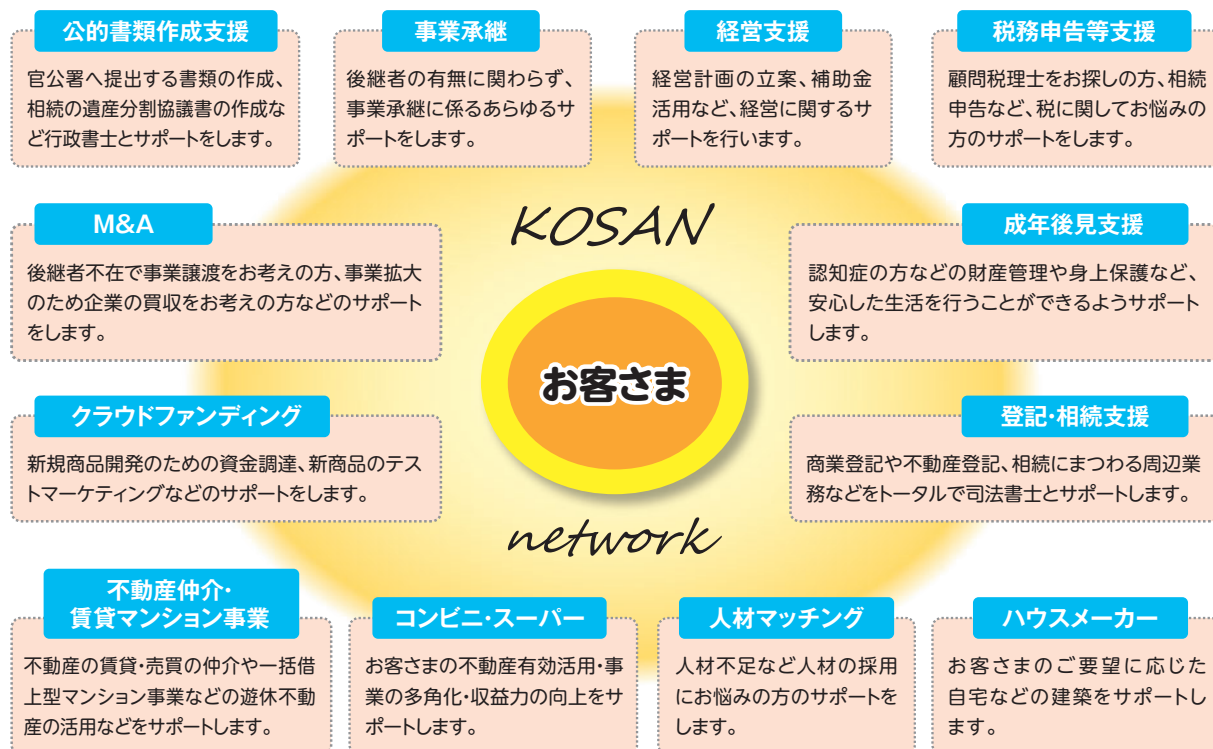 公的書類作成支援
官公署へ提出する書類の作成、
相続の遺産分割協議書の作成な
ど行政書士とサポートをします。
事業承継
後継者の有無に関わらず、
事業承継に係るあらゆるサ
ポートをします。
経営支援
経営計画の立案、補助金
活用など、経営に関するサ
ポートを行います。
税務申告等支援
顧問税理士をお探しの方、相続
申告など、税に関してお悩みの
方のサポートをします。
M&A
後継者不在で事業譲渡をお考えの方、事業拡大
のため企業の買収をお考えの方などのサポート
をします。
KOSAN
成年後見支援
認知症の方などの財産管理や身上保護など、
安心した生活を行うことができるようサポート
します。
お客さま
クラウドファンディング
新規商品開発のための資金調達、新商品のテス
トマーケティングなどのサポートをします。
登記・相続支援
商業登記や不動産登記、相続にまつわる周辺業
務などをトータルで司法書士とサポートします。
network
不動産仲介・
賃貸マンション事業
不動産の賃貸・売買の仲介や一括借
上型マンション事業などの遊休不動
産の活用などをサポートします。
コンビニ・スーパー
お客さまの不動産有効活用・事
業の多角化・収益力の向上をサ
ポートします。
人材マッチング
人材不足など人材の採用
にお悩みの方のサポートを
します。
ハウスメーカー
お客さまのご要望に応じた
自宅などの建築をサポートし
ます。